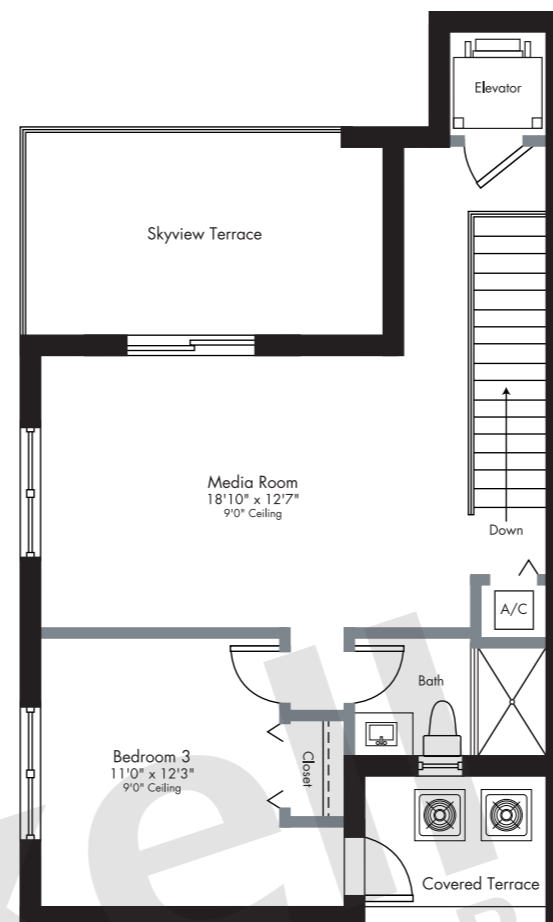 Elevator
Skyview Terrace
Media Room
18'10" x 12'7"
9'0" Ceiling
Down
A/C
Bath
Bedroom 3
11'0" x 12'3"
9'0" Ceiling
Closet
Covered Terrace